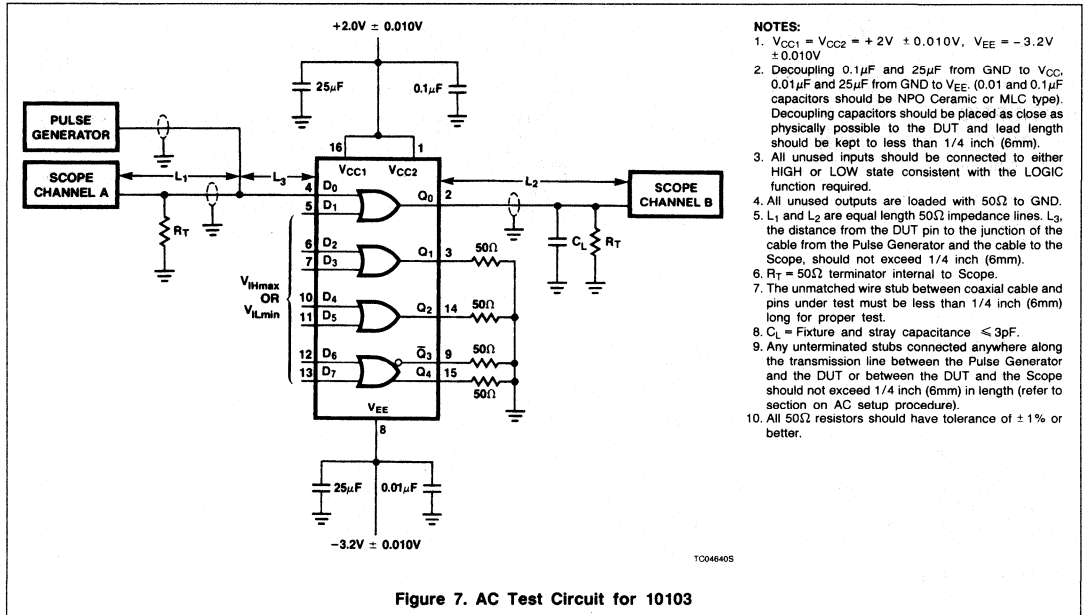 +2.0V ± 0.010V
25μF
0.1μF
PULSE
GENERATOR
SCOPE
CHANNEL A
L1
L3
RT
16
1
VCC1
VCC2
4 D0
5 D1
Q0 2
6 D2
7 D3
Q1 3
50Ω
10 D4
11 D5
Q2 14
50Ω
12 D6
13 D7
Q̅3 9
50Ω
Q4 15
50Ω
VIHmax
OR
VILmin
L2
SCOPE
CHANNEL B
CL
RT
VEE
8
25μF
0.01μF
−3.2V ± 0.010V
TC04640S
NOTES:
1. VCC1 = VCC2 = +2V ±0.010V, VEE = −3.2V
±0.010V
2. Decoupling 0.1μF and 25μF from GND to VCC,
0.01μF and 25μF from GND to VEE. (0.01 and 0.1μF
capacitors should be NPO Ceramic or MLC type).
Decoupling capacitors should be placed as close as
physically possible to the DUT and lead length
should be kept to less than 1/4 inch (6mm).
3. All unused inputs should be connected to either
HIGH or LOW state consistent with the LOGIC
function required.
4. All unused outputs are loaded with 50Ω to GND.
5. L1 and L2 are equal length 50Ω impedance lines. L3,
the distance from the DUT pin to the junction of the
cable from the Pulse Generator and the cable to the
Scope, should not exceed 1/4 inch (6mm).
6. RT = 50Ω terminator internal to Scope.
7. The unmatched wire stub between coaxial cable and
pins under test must be less than 1/4 inch (6mm)
long for proper test.
8. CL = Fixture and stray capacitance ≤ 3pF.
9. Any unterminated stubs connected anywhere along
the transmission line between the Pulse Generator
and the DUT or between the DUT and the Scope
should not exceed 1/4 inch (6mm) in length (refer to
section on AC setup procedure).
10. All 50Ω resistors should have tolerance of ±1% or
better.
Figure 7. AC Test Circuit for 10103